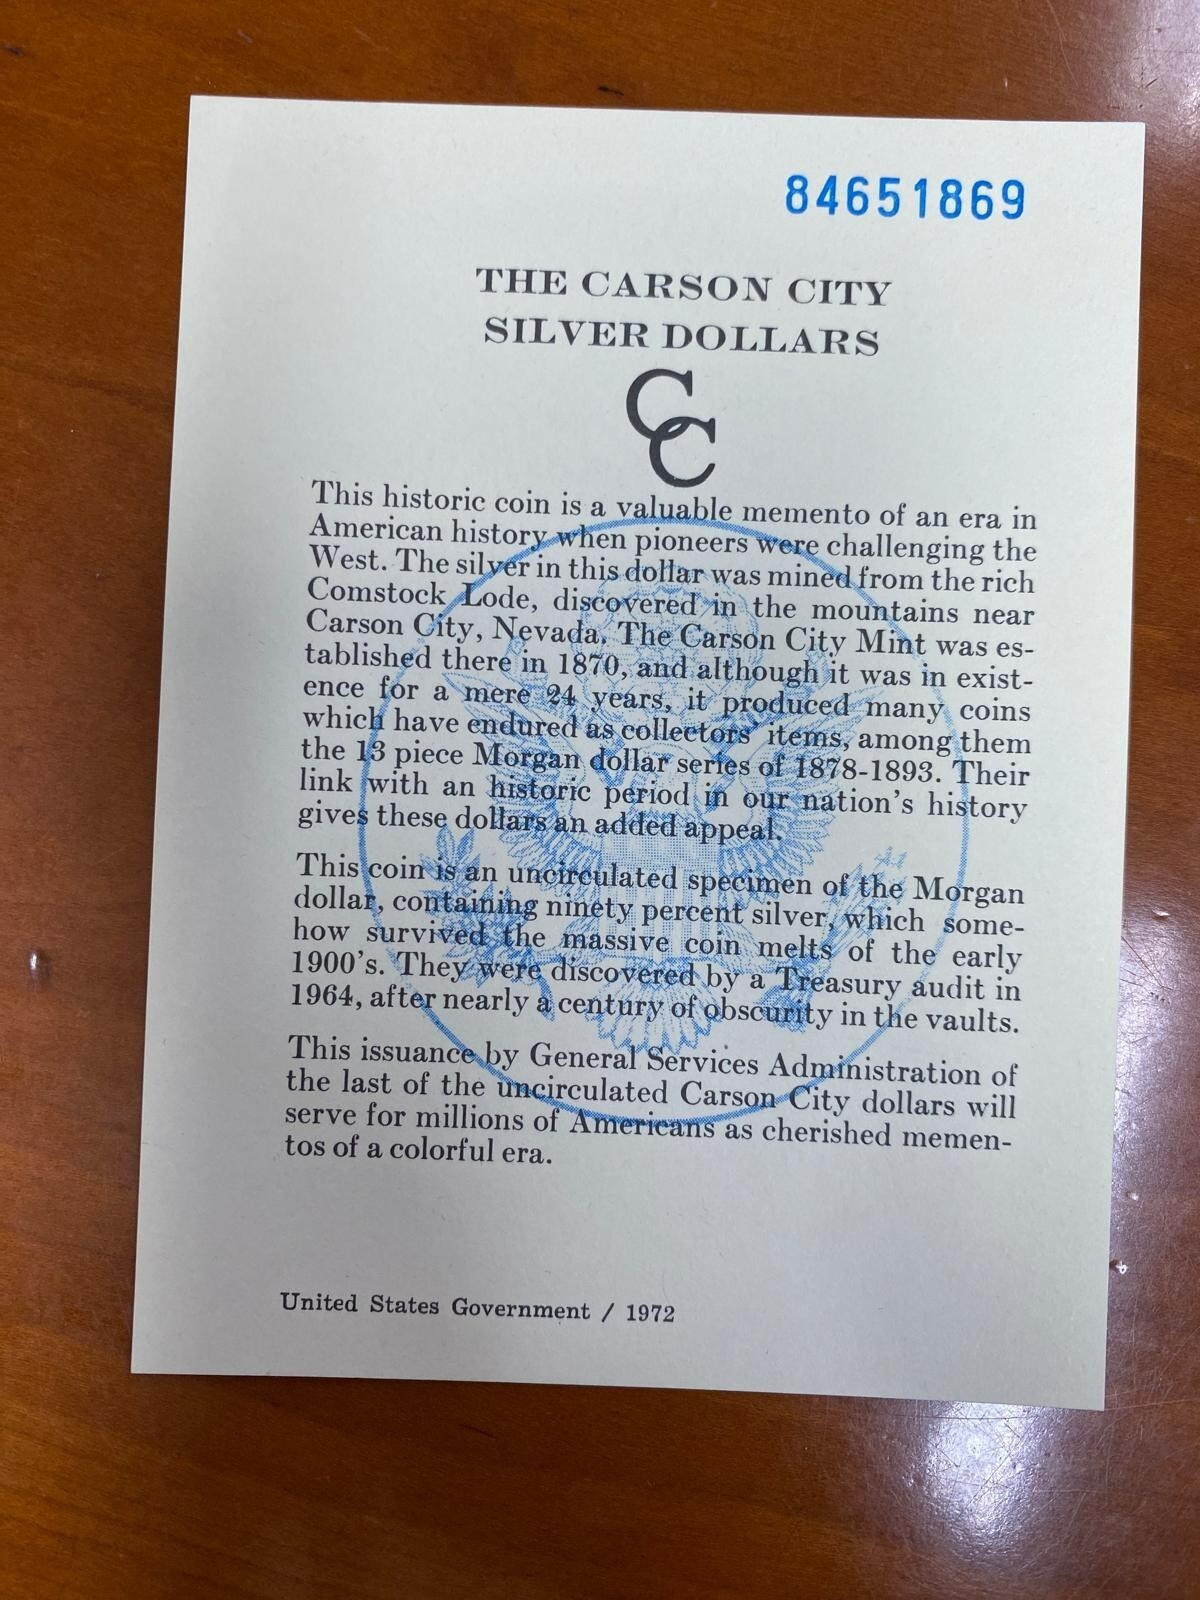 84651869
THE CARSON CITY
SILVER DOLLARS
CC
This historic coin is a valuable memento of an era in
American history when pioneers were challenging the
West. The silver in this dollar was mined from the rich
Comstock Lode, discovered in the mountains near
Carson City, Nevada. The Carson City Mint was es-
tablished there in 1870, and although it was in exist-
ence for a mere 24 years, it produced many coins
which have endured as collectors' items, among them
the 13 piece Morgan dollar series of 1878-1893. Their
link with an historic period in our nation's history
gives these dollars an added appeal.
This coin is an uncirculated specimen of the Morgan
dollar, containing ninety percent silver, which some-
how survived the massive coin melts of the early
1900's. They were discovered by a Treasury audit in
1964, after nearly a century of obscurity in the vaults.
This issuance by General Services Administration of
the last of the uncirculated Carson City dollars will
serve for millions of Americans as cherished memen-
tos of a colorful era.
United States Government / 1972